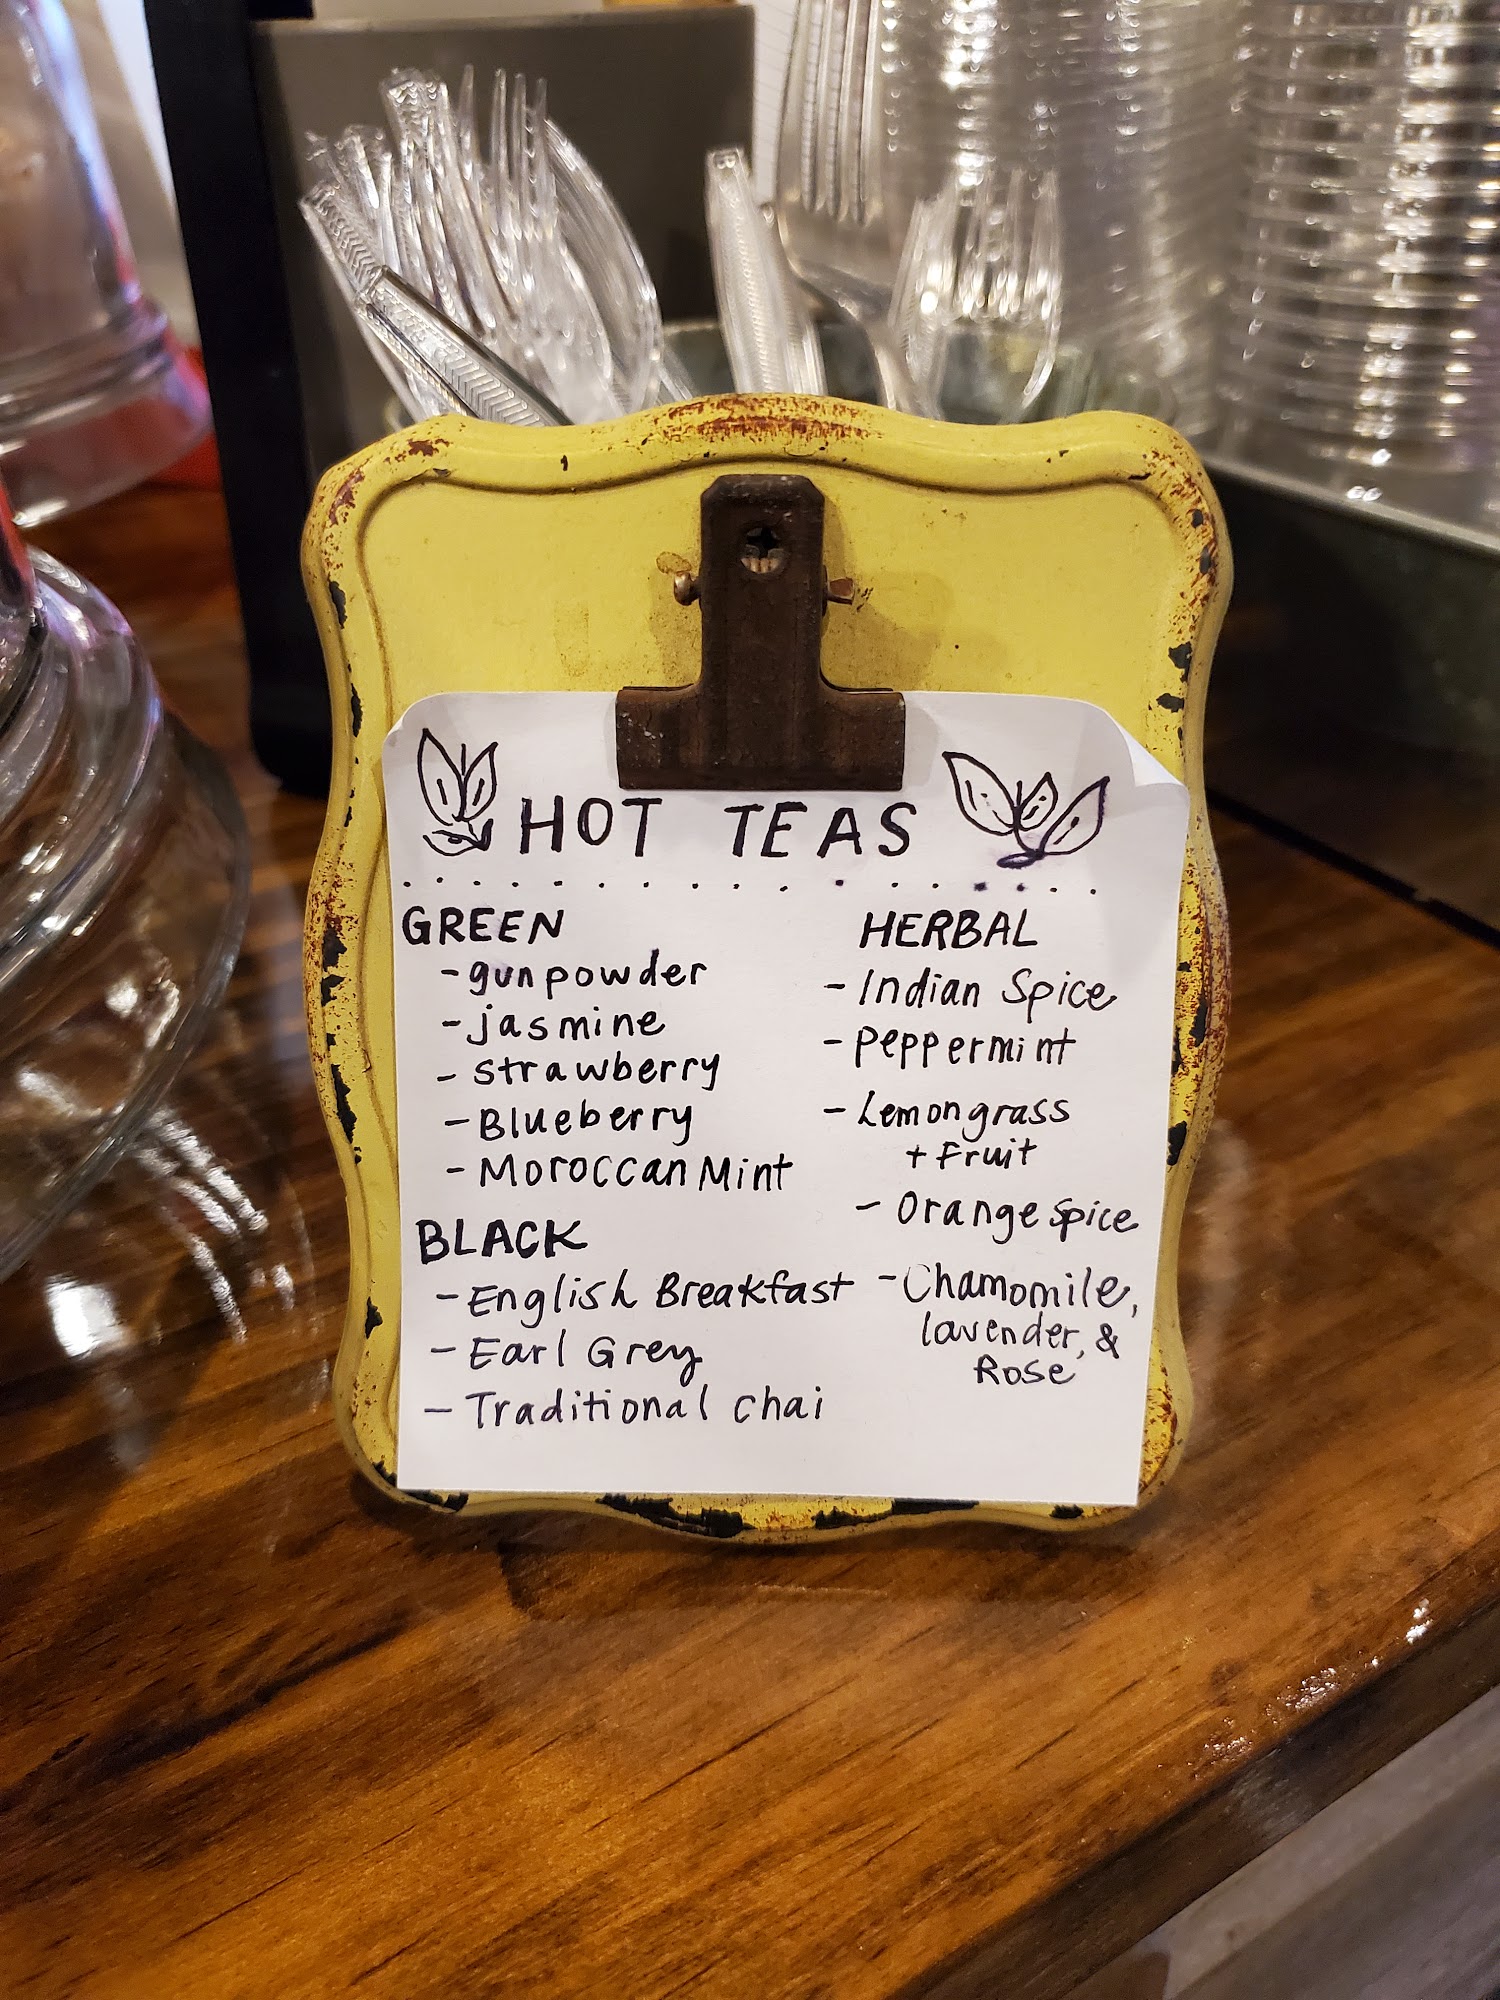 HOT TEAS
GREEN
-gunpowder
-jasmine
-strawberry
-Blueberry
-Moroccan Mint
BLACK
-English Breakfast
-Earl Grey
-Traditional chai
HERBAL
-Indian Spice
-Peppermint
-Lemongrass
+ Fruit
-Orange Spice
-Chamomile,
lavender, &
Rose